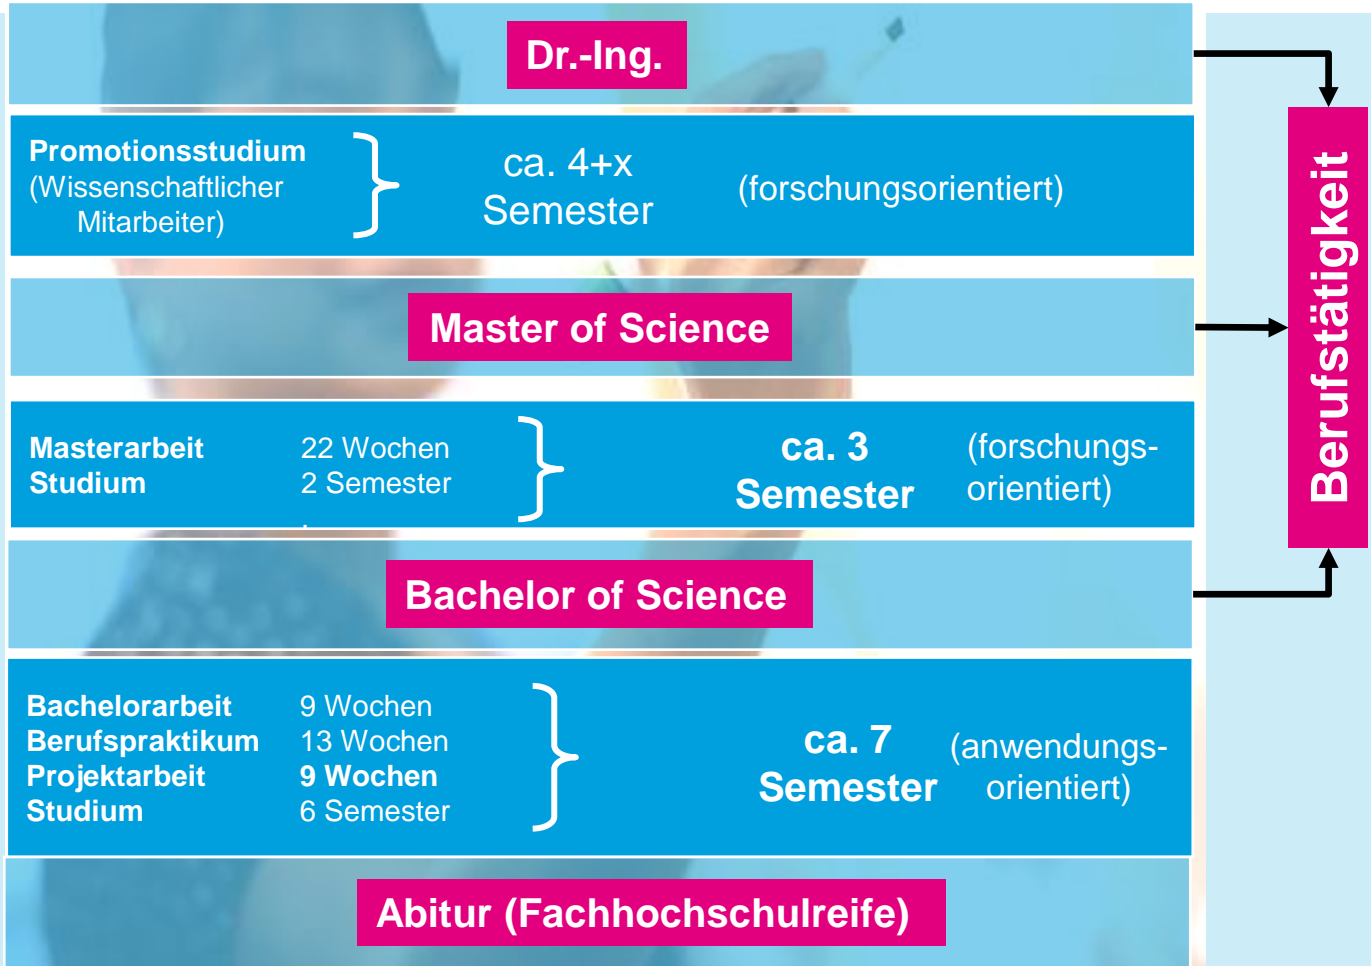 Dr.-Ing.
Promotionsstudium
(Wissenschaftlicher
Mitarbeiter)
ca. 4+x
Semester
(forschungsorientiert)
Master of Science
Masterarbeit 22 Wochen
Studium 2 Semester
.
ca. 3
Semester
(forschungs-
orientiert)
Bachelor of Science
Bachelorarbeit 9 Wochen
Berufspraktikum 13 Wochen
Projektarbeit 9 Wochen
Studium 6 Semester
ca. 7
Semester
(anwendungs-
orientiert)
Abitur (Fachhochschulreife)
Berufstätigkeit